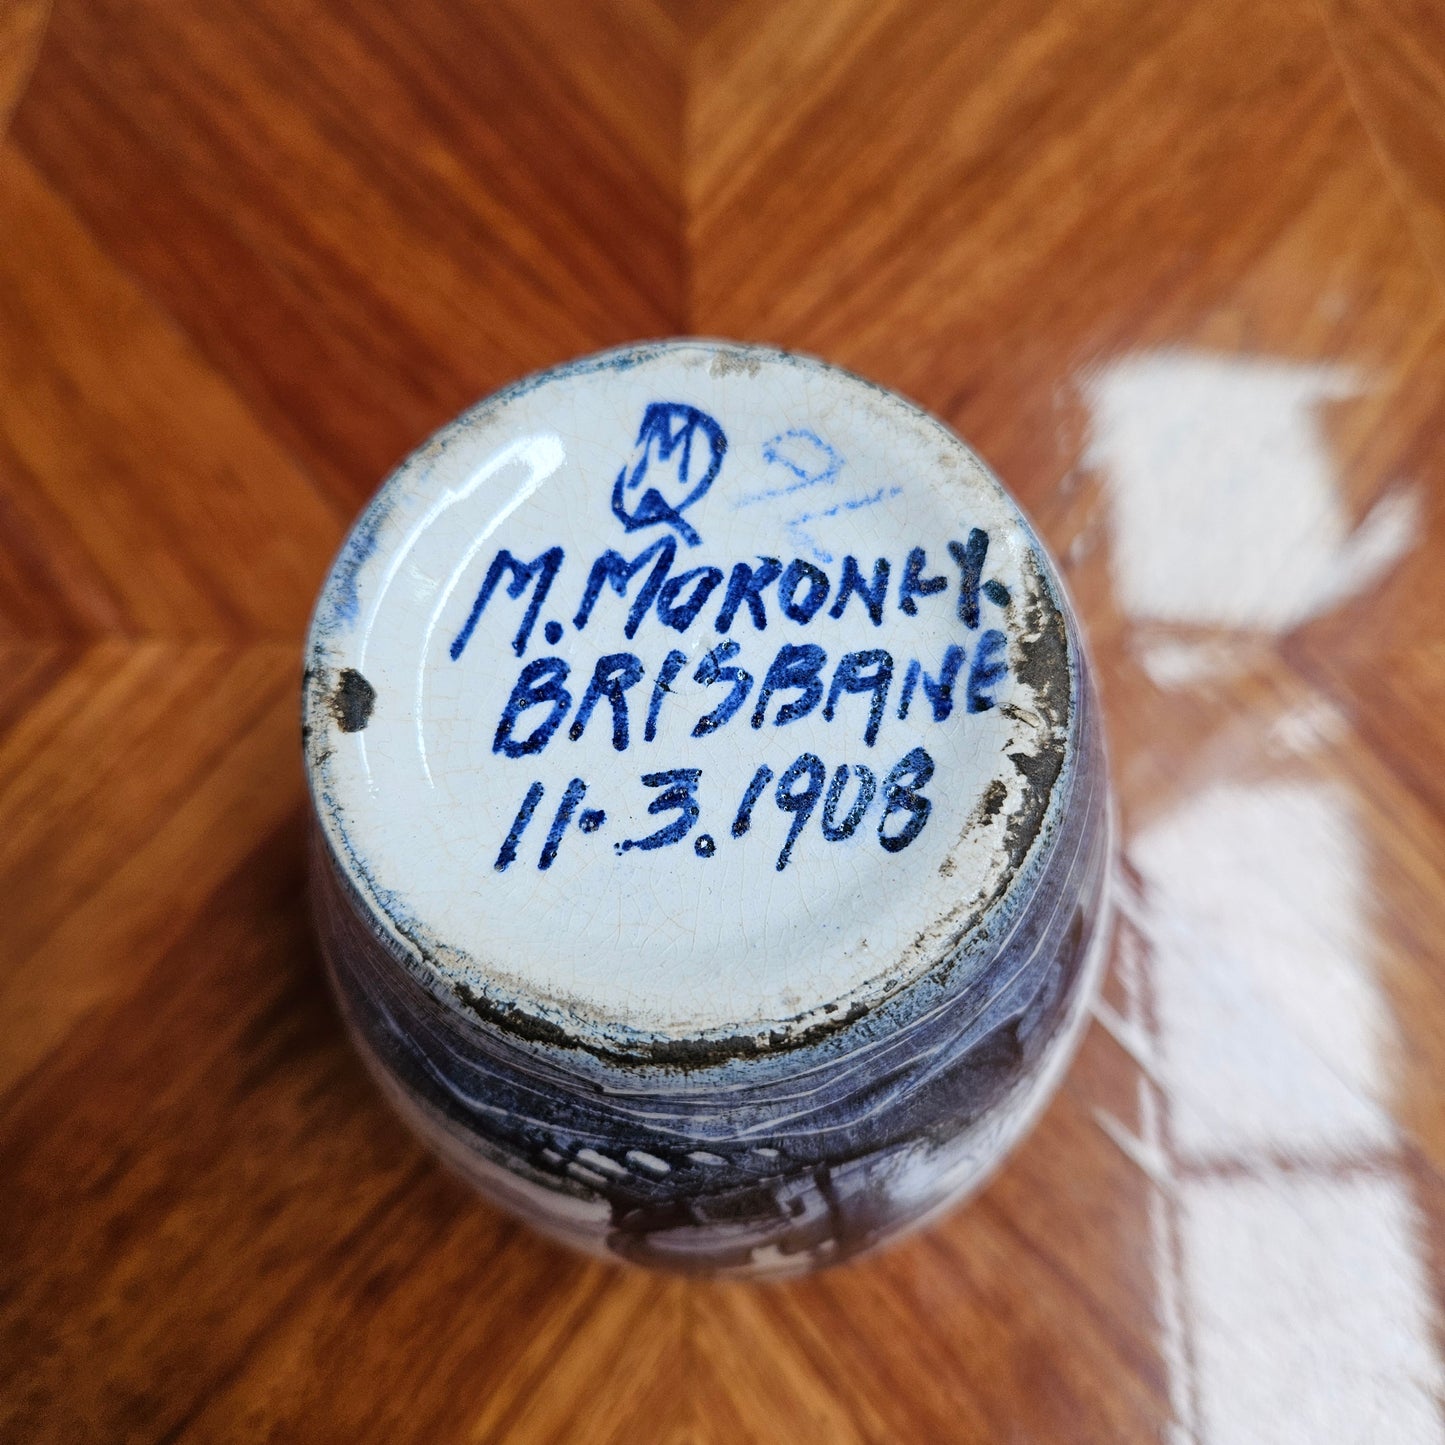 M. MORONEY.
BRISBANE
11.3.1908